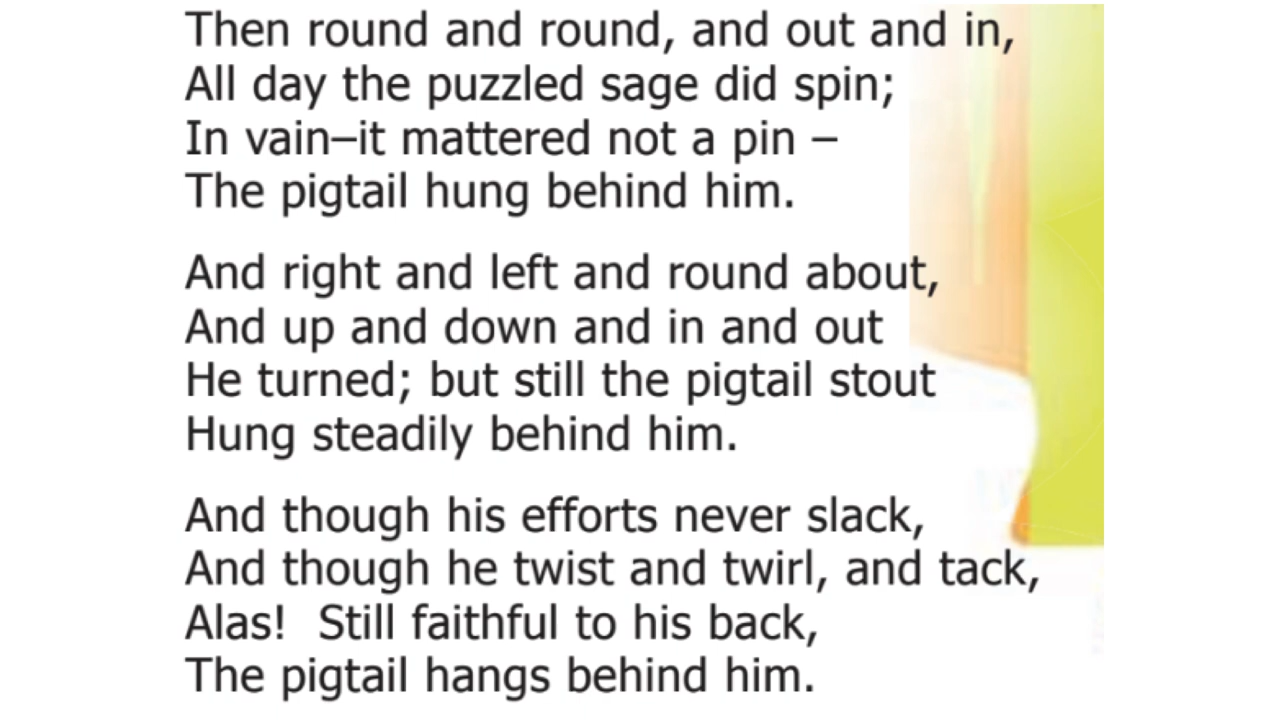 Then round and round, and out and in,
All day the puzzled sage did spin;
In vain–it mattered not a pin –
The pigtail hung behind him.
And right and left and round about,
And up and down and in and out
He turned; but still the pigtail stout
Hung steadily behind him.
And though his efforts never slack,
And though he twist and twirl, and tack,
Alas!  Still faithful to his back,
The pigtail hangs behind him.